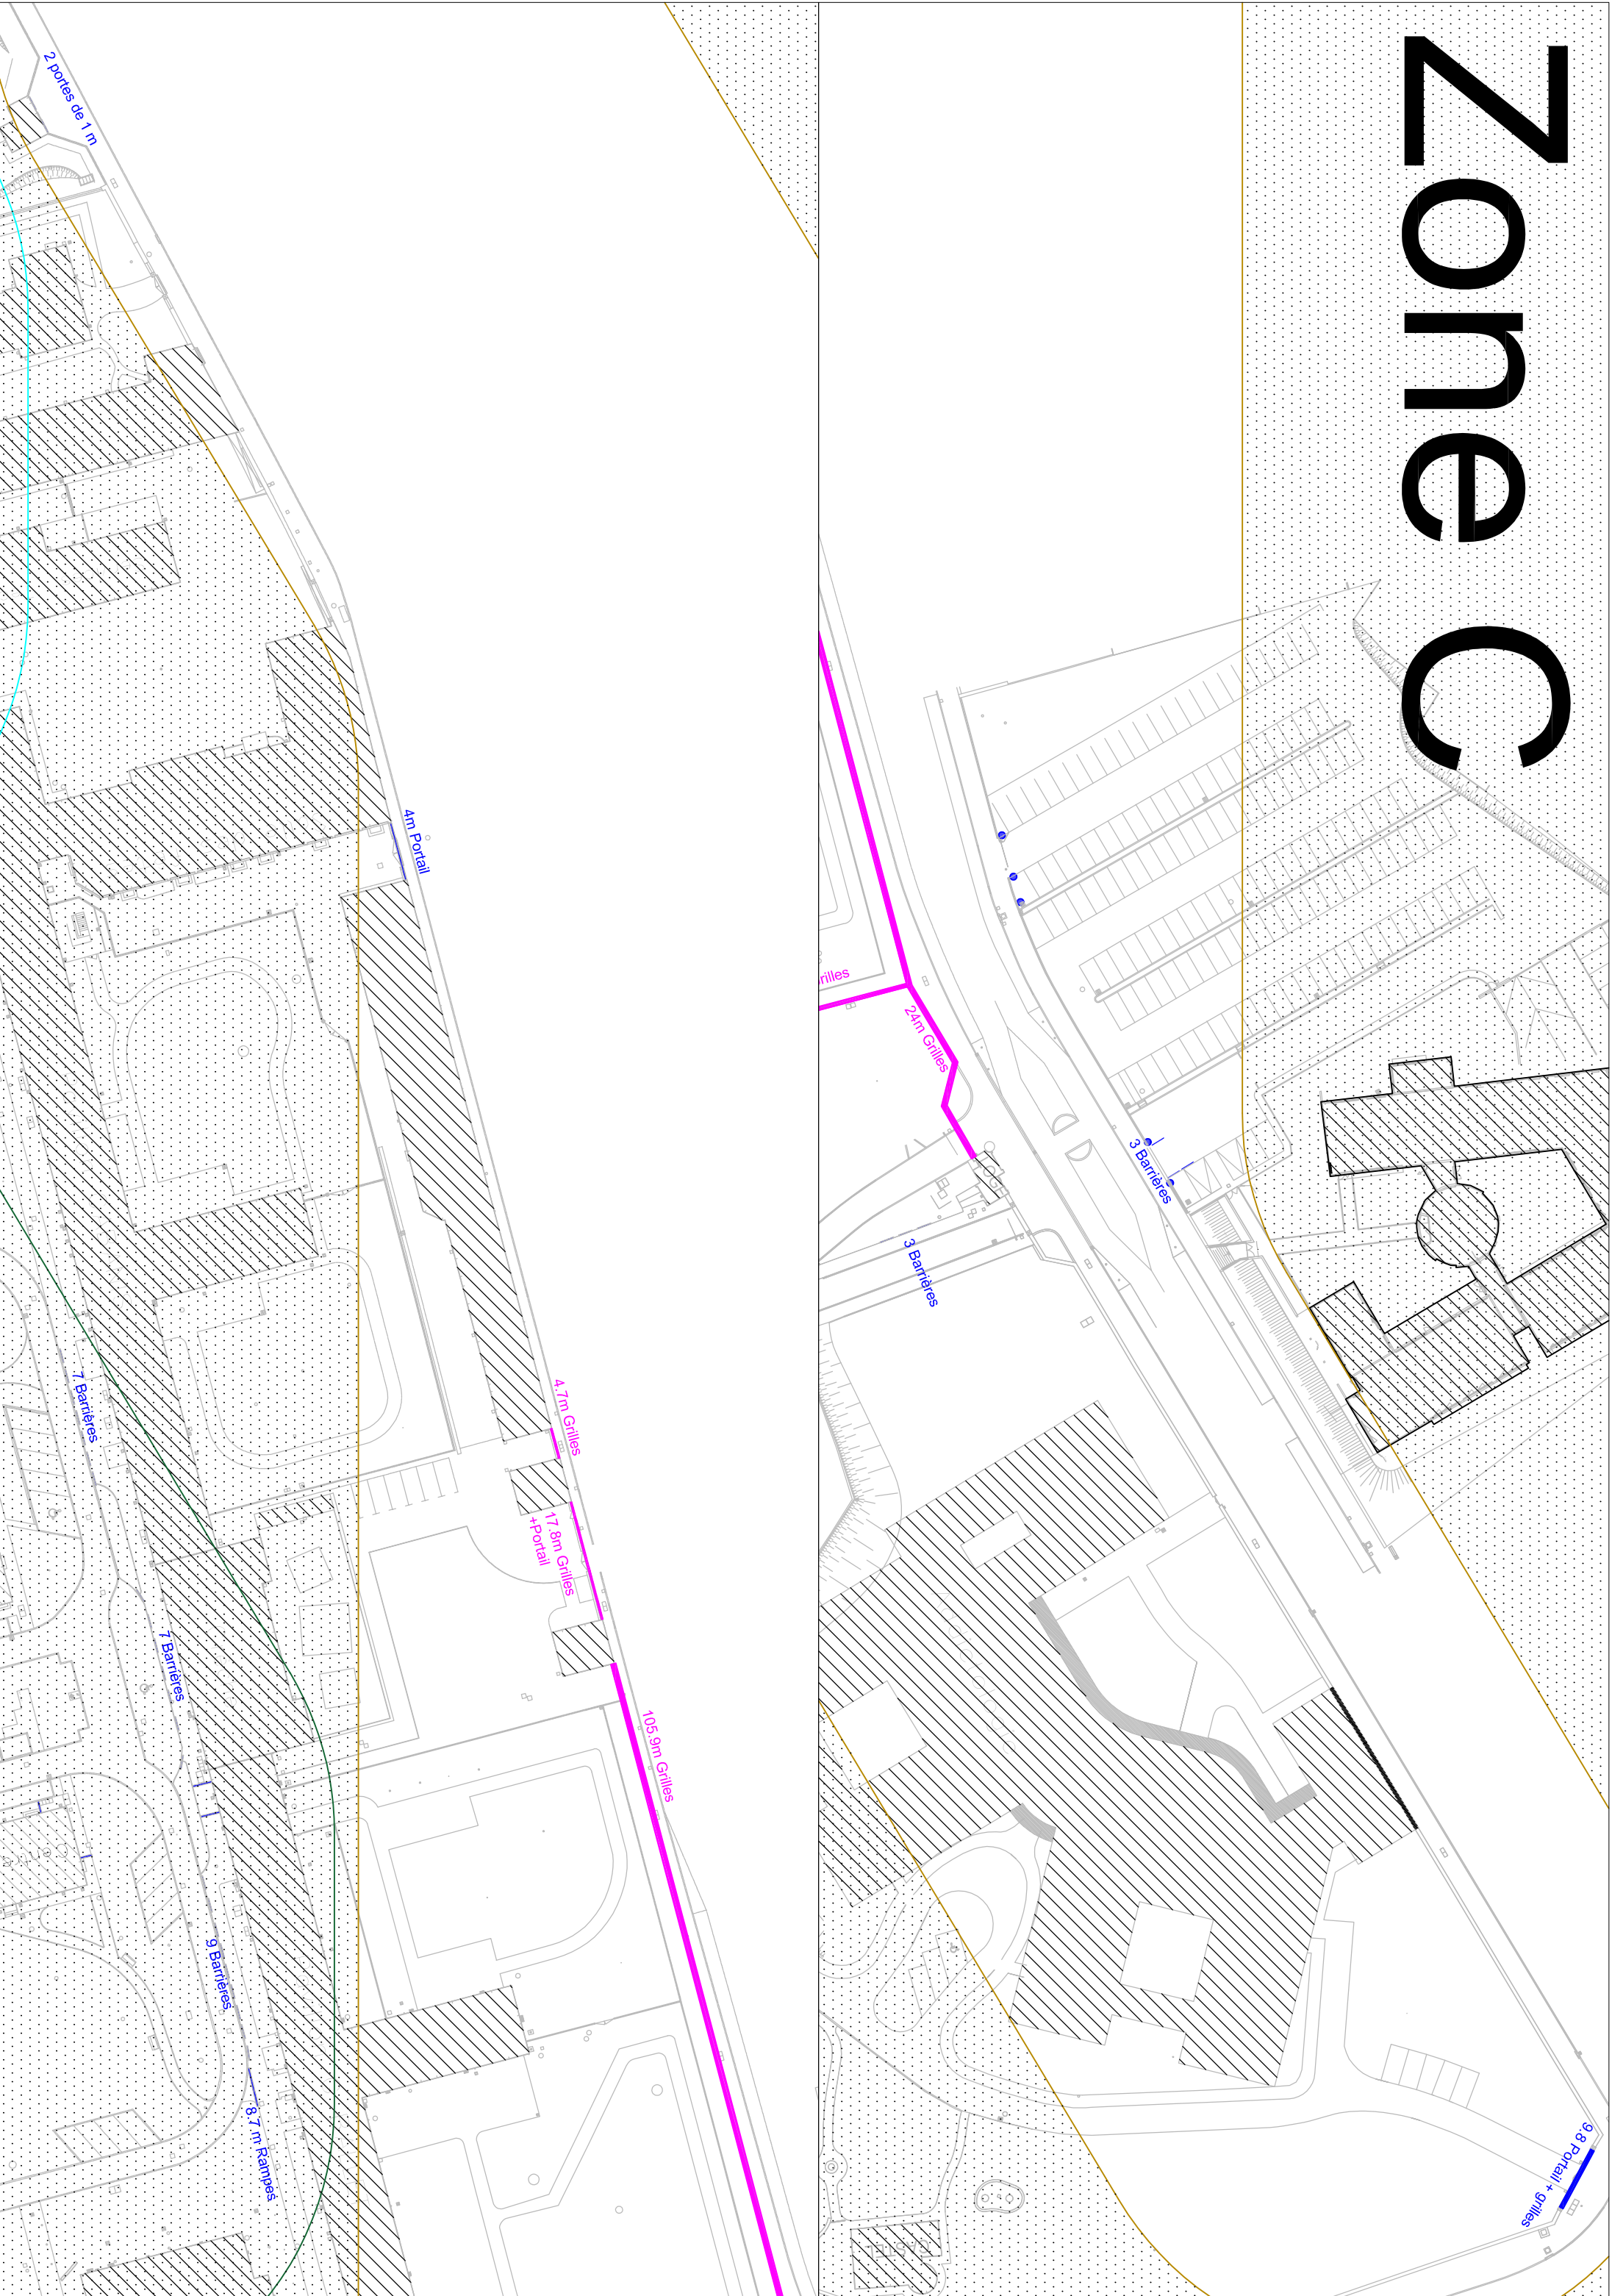 Zone C
2 portes de 1 m
4m Portail
rilles
24m Grilles
3 Barrières
3 Barrières
4.7m Grilles
7 Barrières
17.8m Grilles
+Portail
7 Barrières
105.9m Grilles
9 Barrières
8.7 m Rampes
9.8 Portail + grilles
CASTEL